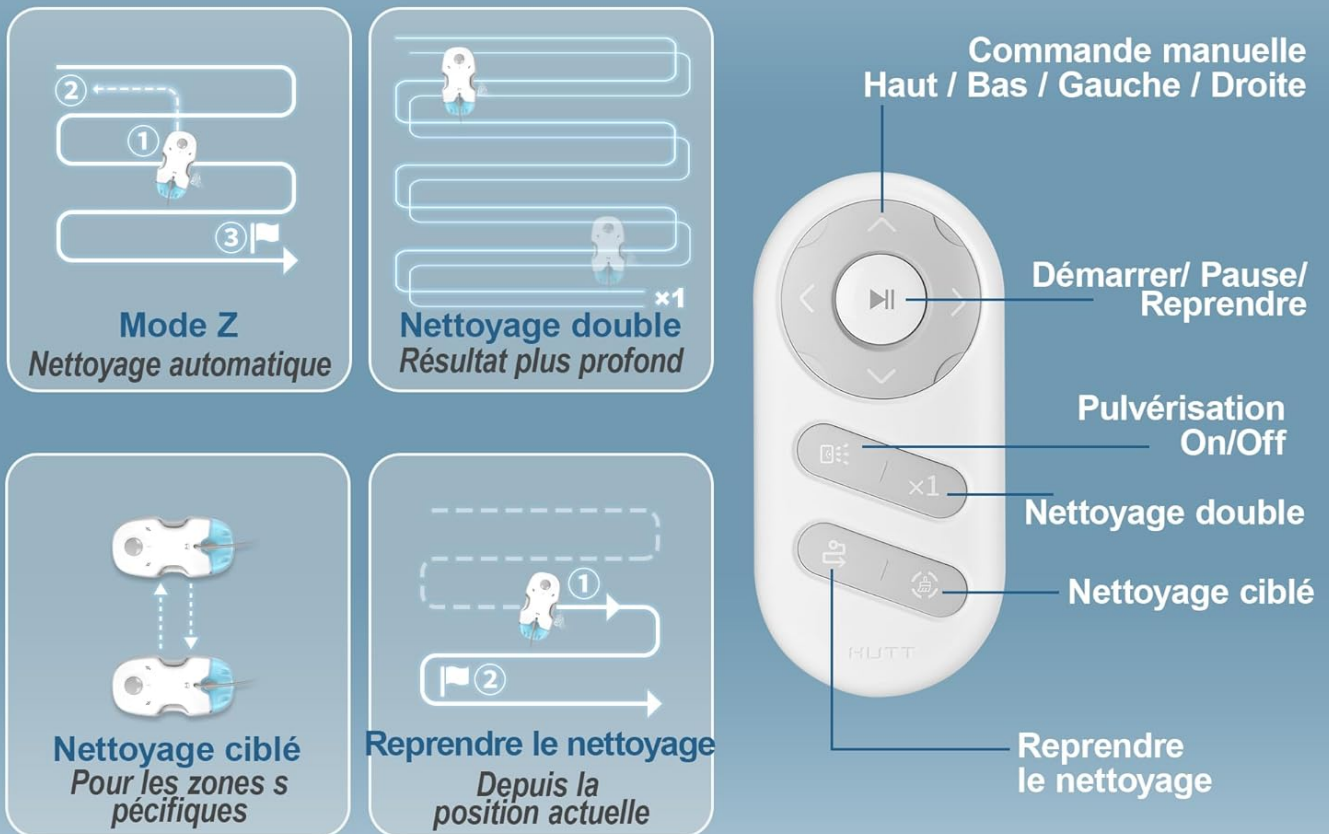 ②
①
③
Mode Z
Nettoyage automatique
×1
Nettoyage double
Résultat plus profond
Nettoyage ciblé
Pour les zones s
pécifiques
①
②
Reprendre le nettoyage
Depuis la
position actuelle
Commande manuelle
Haut / Bas / Gauche / Droite
Démarrer/ Pause/
Reprendre
Pulvérisation
On/Off
×1
Nettoyage double
Nettoyage ciblé
HUTT
Reprendre
le nettoyage